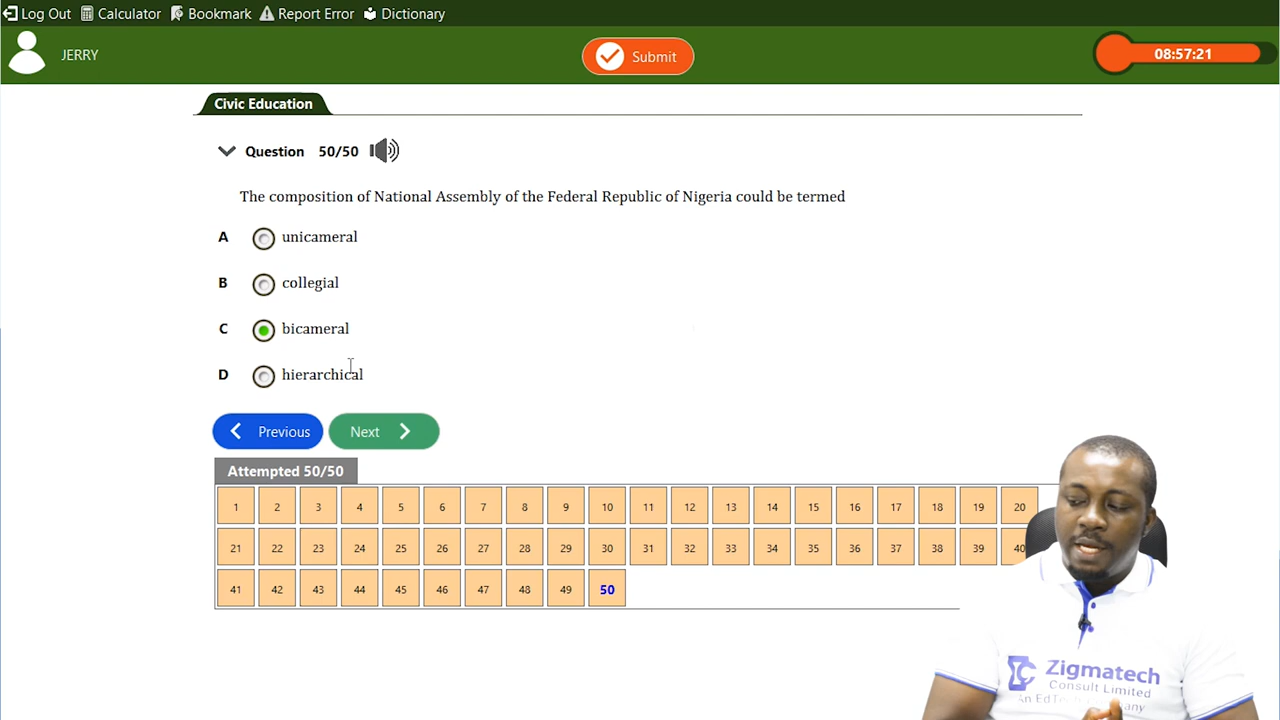 Log Out Calculator Bookmark Report Error Dictionary
JERRY
Submit
08:57:21
Civic Education
Question 50/50
The composition of National Assembly of the Federal Republic of Nigeria could be termed
A unicameral
B collegial
C bicameral
D hierarchical
Previous Next
Attempted 50/50
1 2 3 4 5 6 7 8 9 10 11 12 13 14 15 16 17 18 19 20
21 22 23 24 25 26 27 28 29 30 31 32 33 34 35 36 37 38 39 40
41 42 43 44 45 46 47 48 49 50
Zigmatech
Consult Limited
An